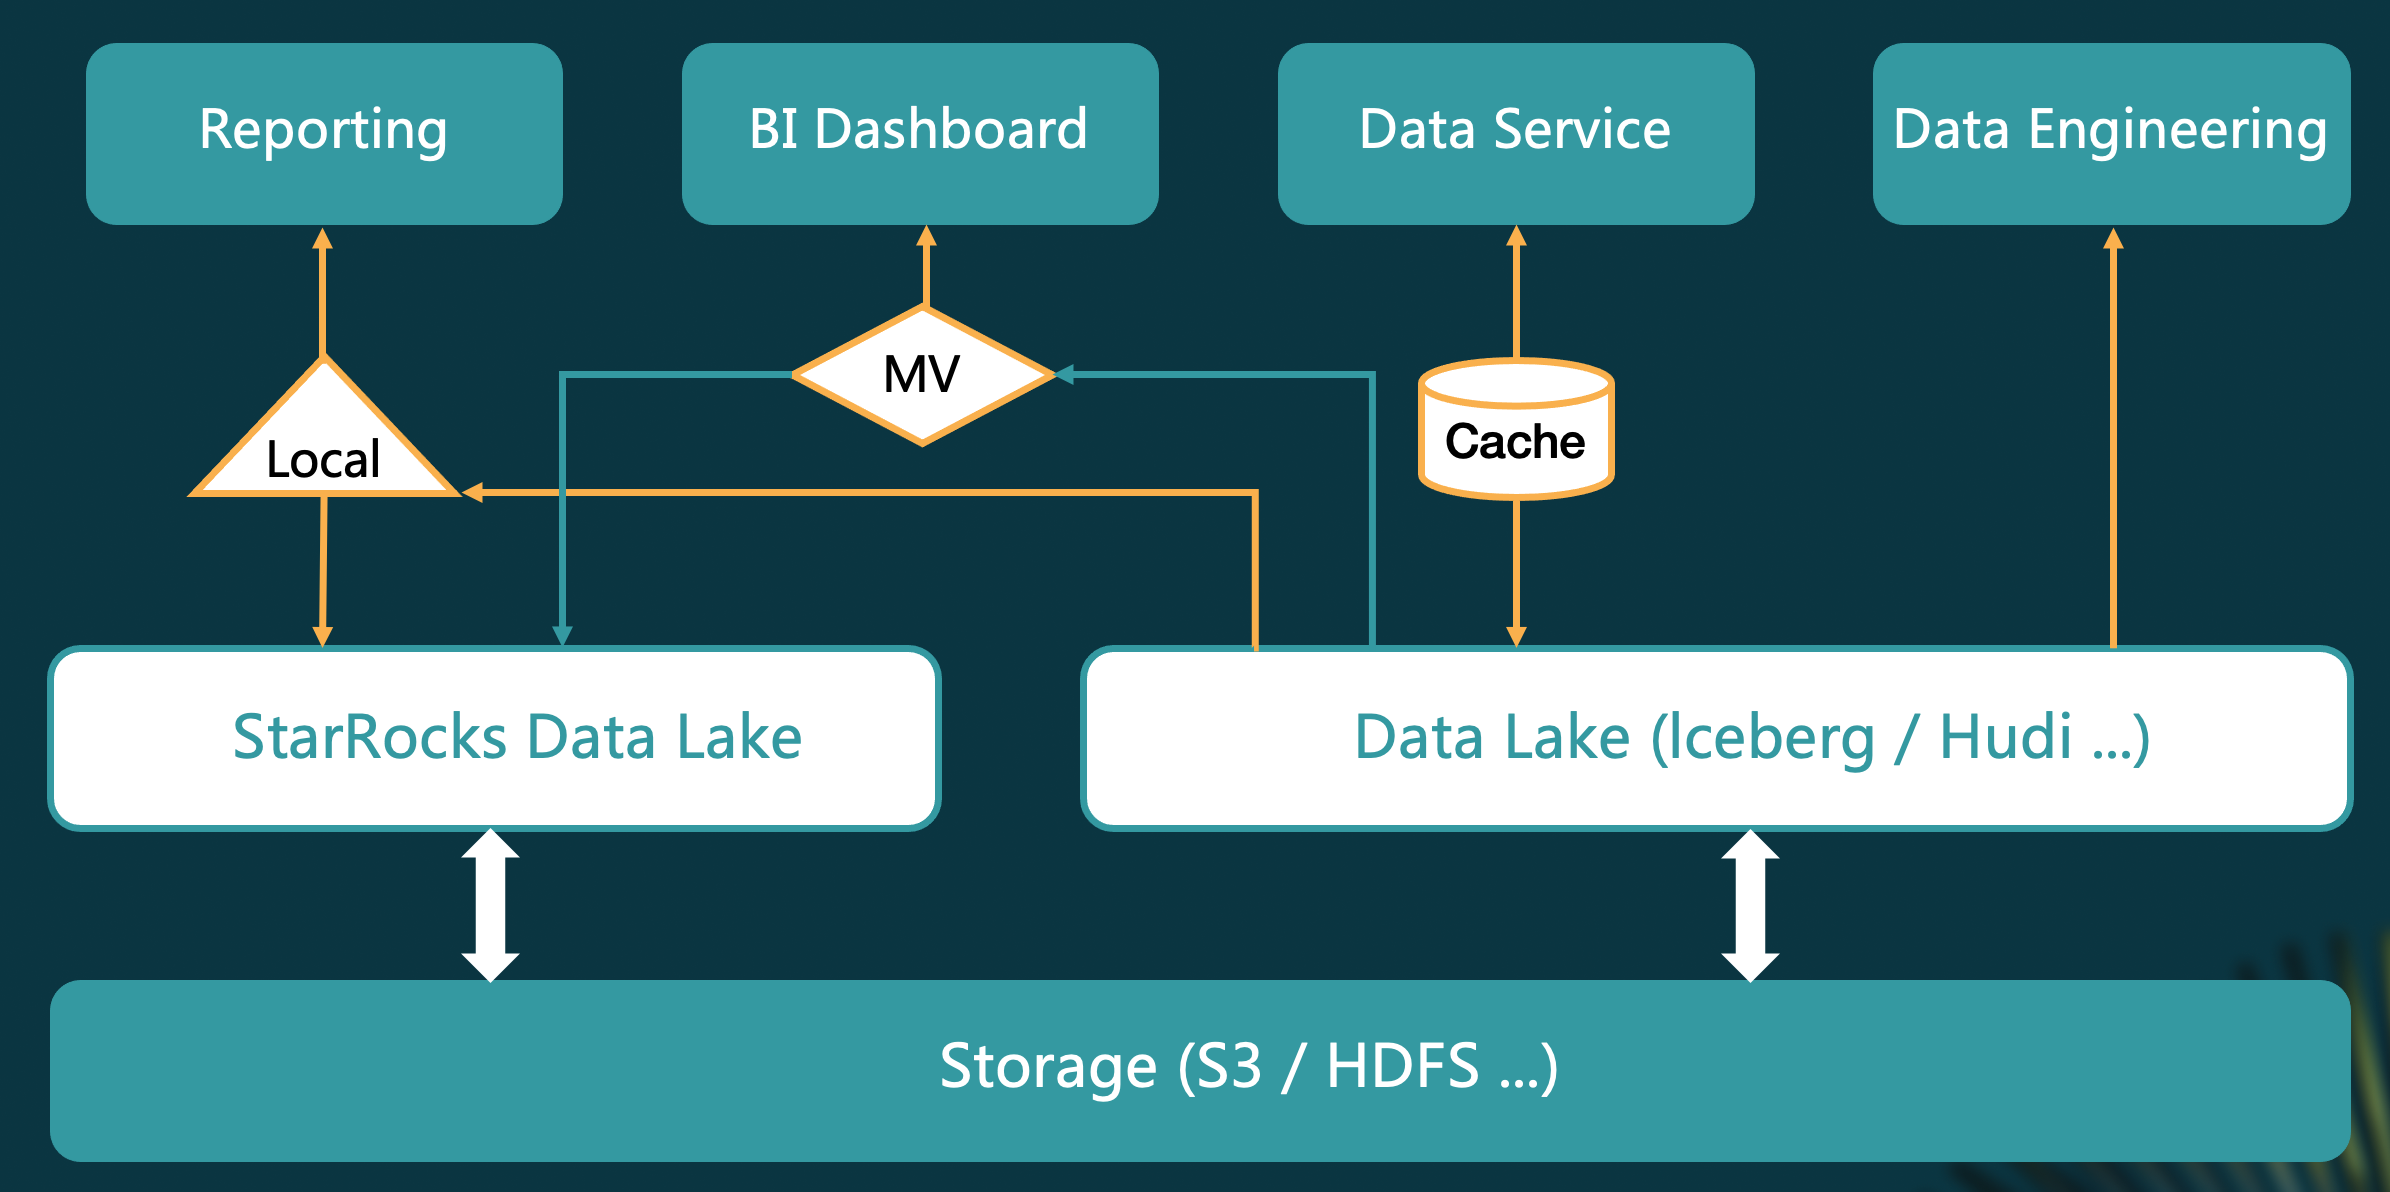 Reporting
BI Dashboard
Data Service
Data Engineering
MV
Local
Cache
StarRocks Data Lake
Data Lake (Iceberg / Hudi ...)
Storage (S3 / HDFS ...)